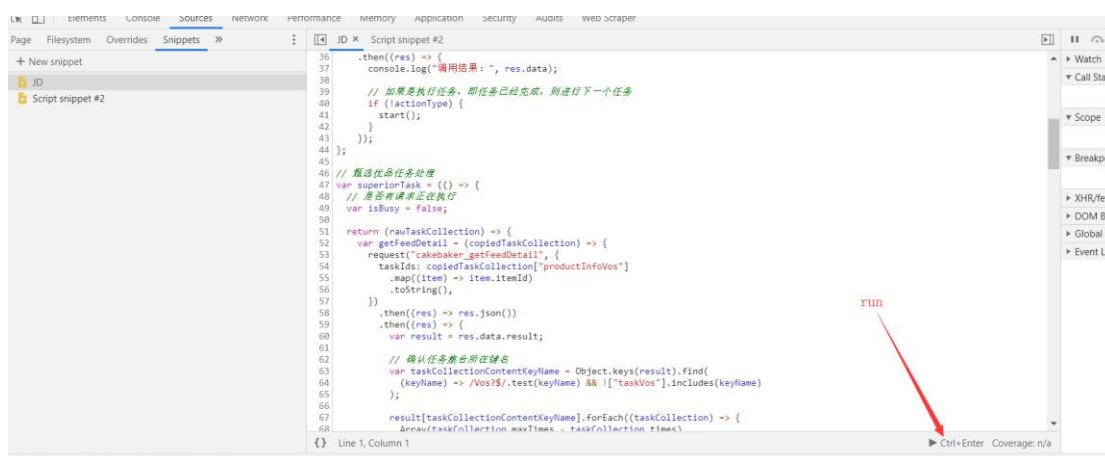 Elements Console Sources Network Performance Memory Application Security Audits Web Scraper
Page Filesystem Overrides Snippets » JD × Script snippet #2
+ New snippet
JD
Script snippet #2
36 .then((res) => {
37 console.log("调用结果：", res.data);
38
39 // 如果是执行任务，即任务已经完成，则进行下一个任务
40 if (!actionType) {
41 start();
42 }
43 });
44 };
45
46 // 甄选优品任务处理
47 var superiorTask = (() => {
48 // 是否有请求正在执行
49 var isBusy = false;
50
51 return (rawTaskCollection) => {
52 var getFeedDetail = (copiedTaskCollection) => {
53 request("cakebaker_getFeedDetail", {
54 taskIds: copiedTaskCollection["productInfoVos"]
55 .map((item) => item.itemId)
56 .toString(),
57 })
58 .then((res) => res.json())
59 .then((res) => {
60 var result = res.data.result;
61
62 // 确认任务集合所在键名
63 var taskCollectionContentKeyName = Object.keys(result).find(
64 (keyName) => /Vos?$/.test(keyName) && !["taskVos"].includes(keyName)
65 );
66
67 result[taskCollectionContentKeyName].forEach((taskCollection) => {
68 Array(taskCollection.maxTimes - taskCollection.times)
{} Line 1, Column 1
run
Ctrl+Enter Coverage: n/a
Watch
Call Sta
Scope
Breakp
XHR/fe
DOM B
Global
Event L